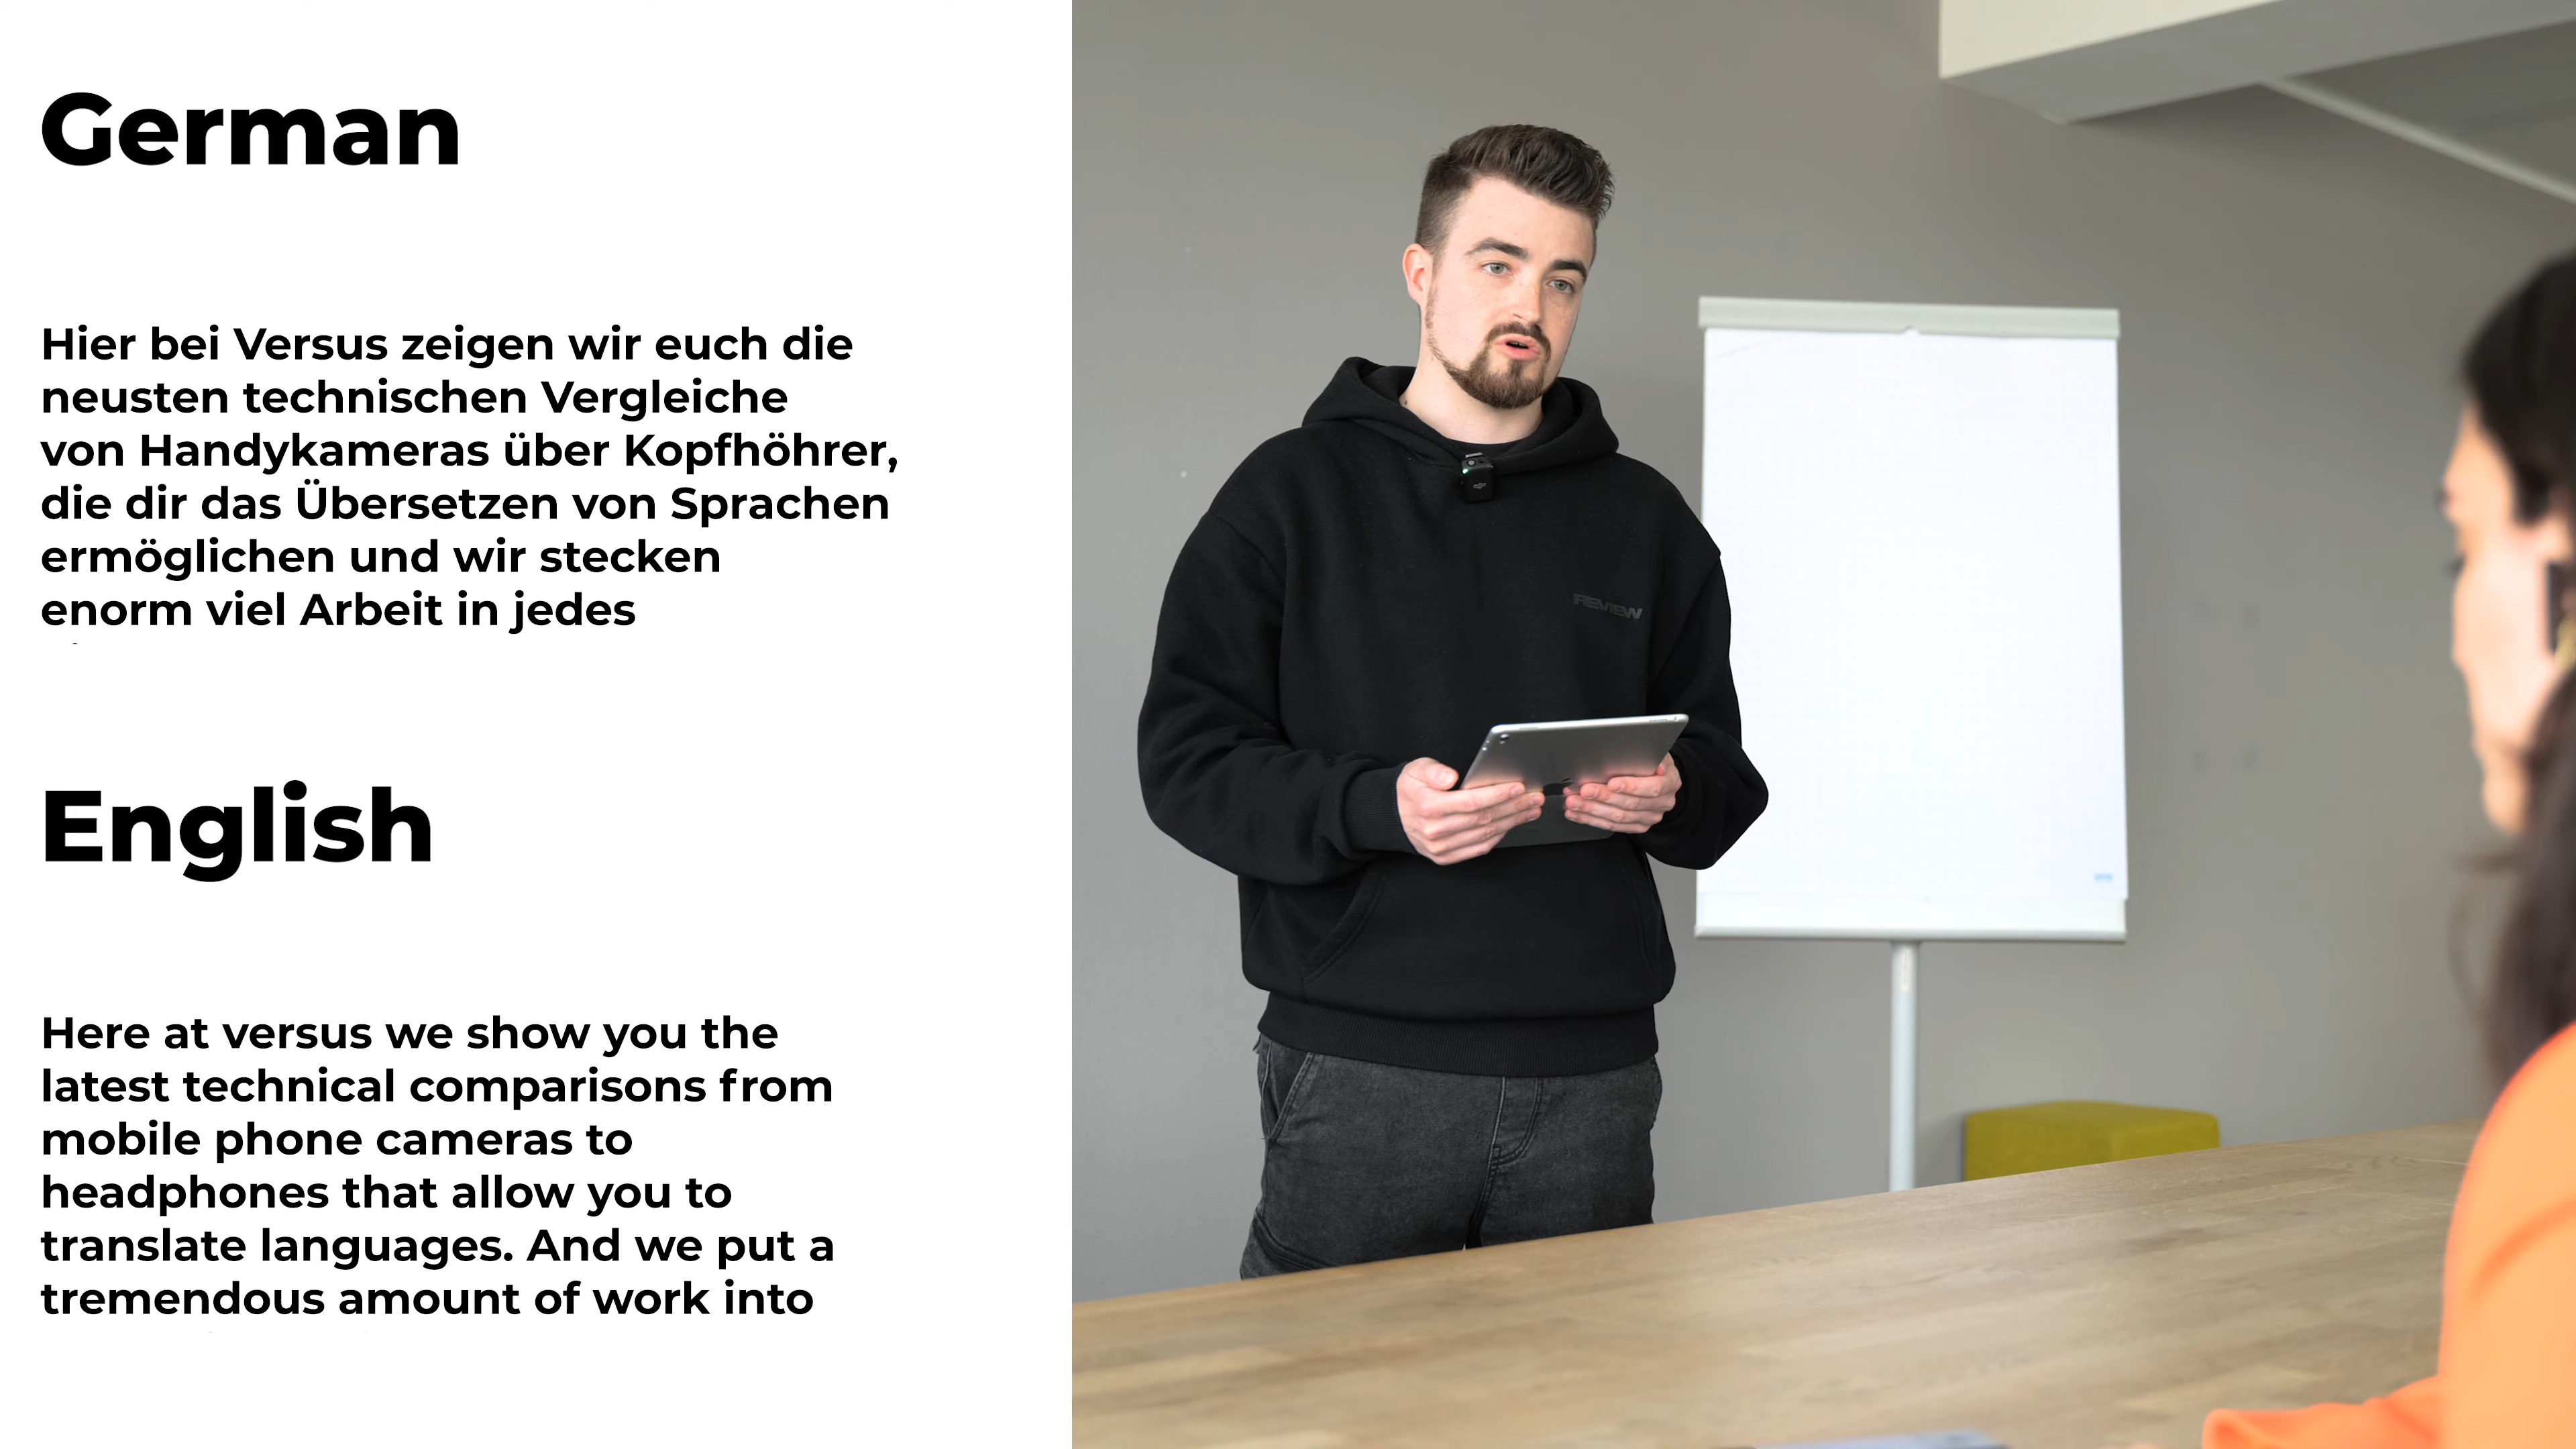 German
Hier bei Versus zeigen wir euch die
neusten technischen Vergleiche
von Handykameras über Kopfhöhrer,
die dir das Übersetzen von Sprachen
ermöglichen und wir stecken
enorm viel Arbeit in jedes
English
Here at versus we show you the
latest technical comparisons from
mobile phone cameras to
headphones that allow you to
translate languages. And we put a
tremendous amount of work into
REVIEW